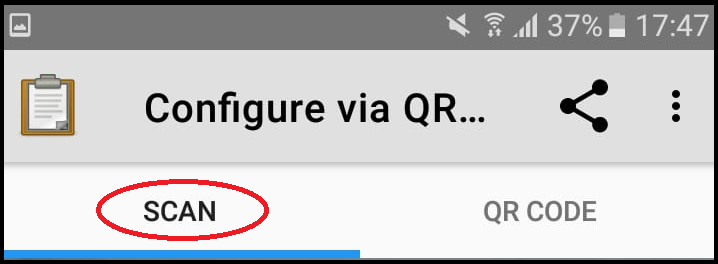 37% 17:47
Configure via QR...
SCAN QR CODE